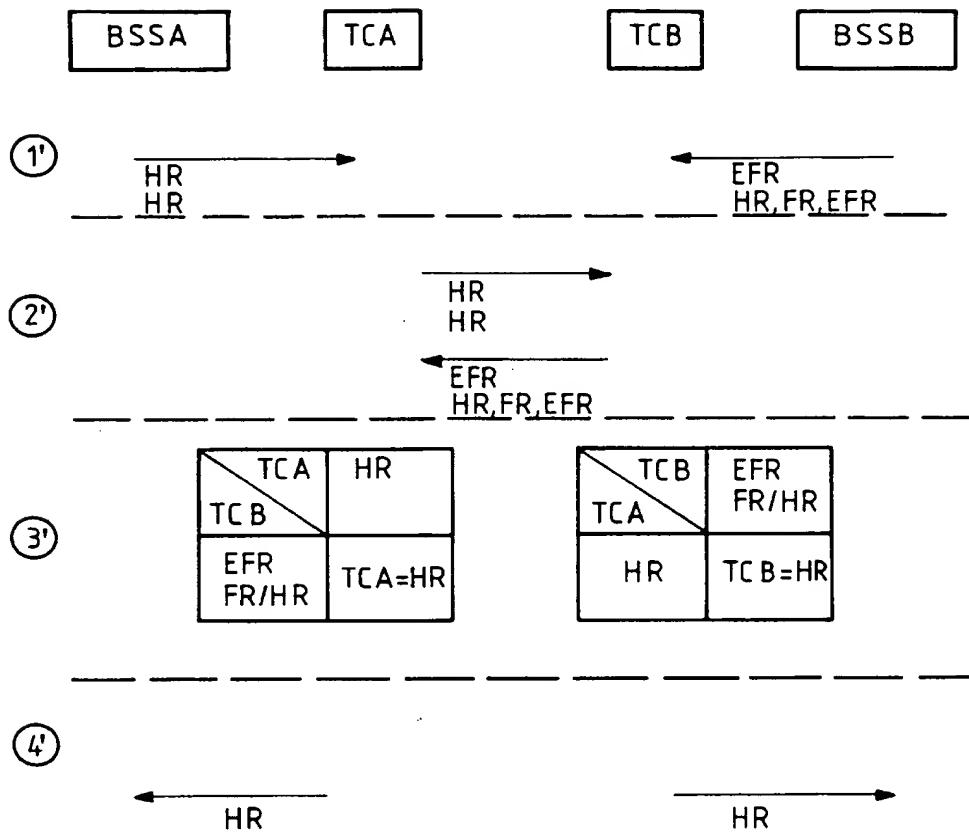 BSSA
TCA
TCB
BSSB
1'
HR
HR
EFR
HR,FR,EFR
2'
HR
HR
EFR
HR,FR,EFR
3'
TCA
TCB
HR
EFR
FR/HR
TCA=HR
TCB
TCA
EFR
FR/HR
HR
TCB=HR
4'
HR
HR